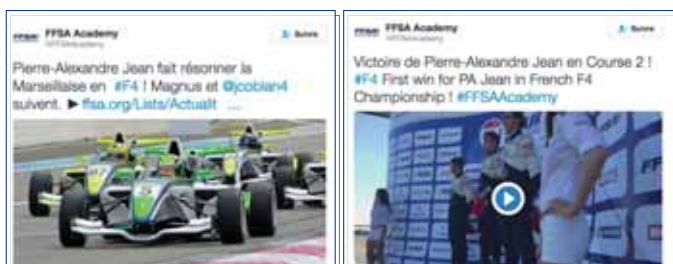 FFSA Academy
Suivre
Pierre-Alexandre Jean fait résonner la
Marseillaise en #F4 ! Magnus et @jcobian4
suivent. ► ffsa.org/Lists/Actualit ...
FFSA Academy
Suivre
Victoire de Pierre-Alexandre Jean en Course 2 !
#F4 First win for PA Jean in French F4
Championship ! #FFSAAcademy